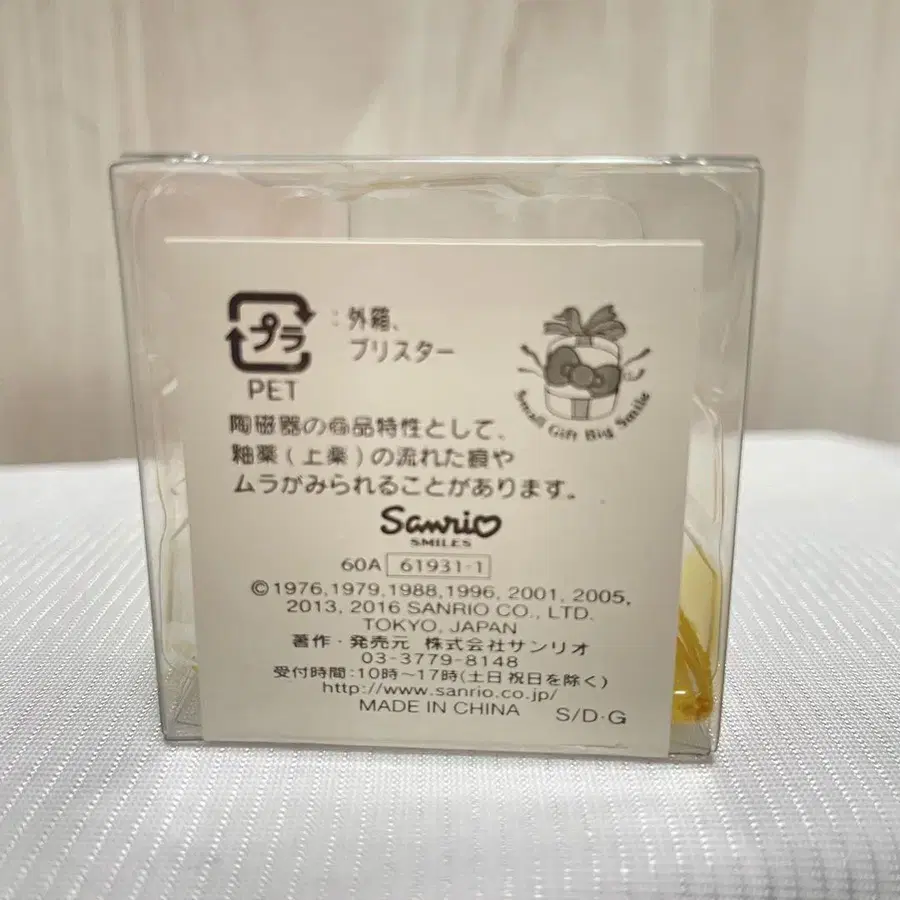 プラ
PET
：外箱、
ブリスター
Small Gift Big Smile
陶磁器の商品特性として、
釉薬(上薬)の流れた痕や
ムラがみられることがあります。
Sanrio
SMILES
60A 61931-1
©1976,1979,1988,1996, 2001, 2005,
2013, 2016 SANRIO CO., LTD.
TOKYO, JAPAN
著作・発売元 株式会社サンリオ
03-3779-8148
受付時間：10時～17時(土日祝日を除く)
http://www.sanrio.co.jp/
MADE IN CHINA S/D·G